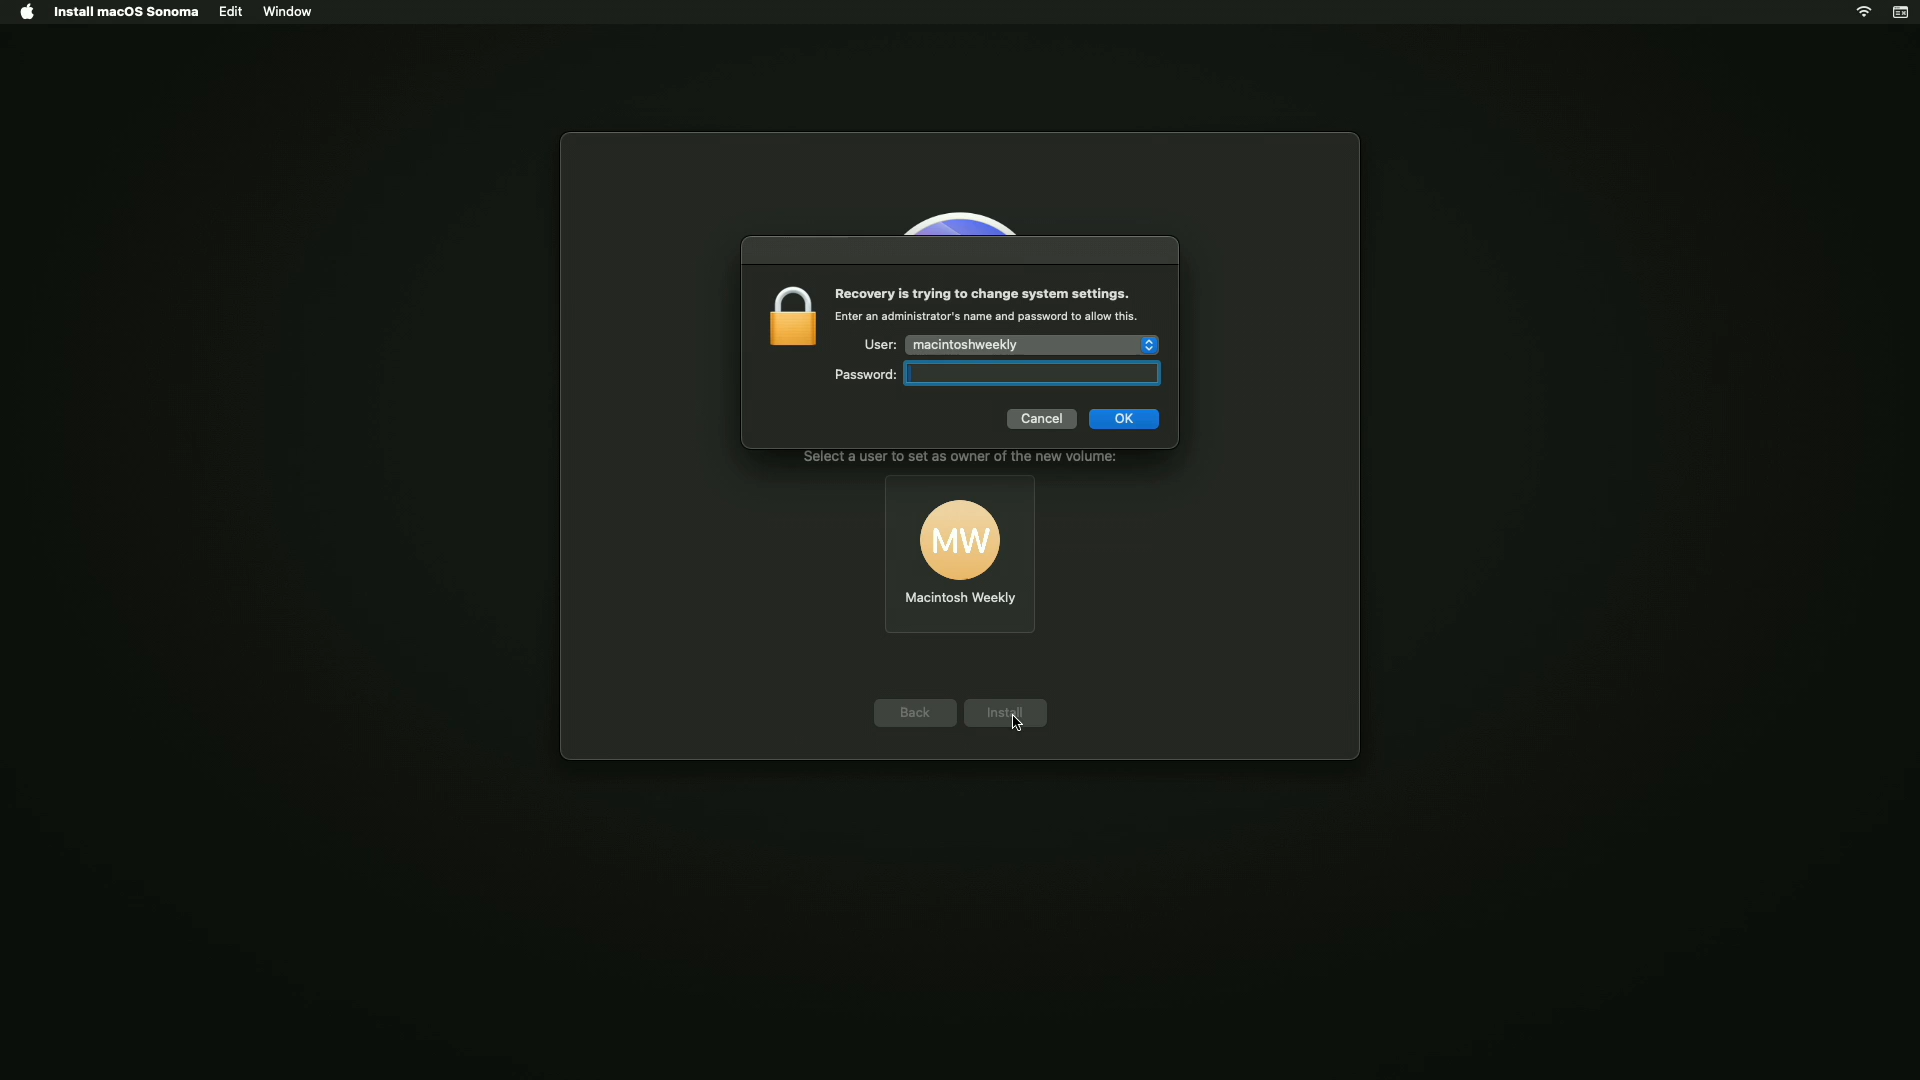 Install macOS Sonoma Edit Window
Recovery is trying to change system settings.
Enter an administrator's name and password to allow this.
User: macintoshweekly
Password:
Cancel OK
Select a user to set as owner of the new volume:
MW
Macintosh Weekly
Back Install